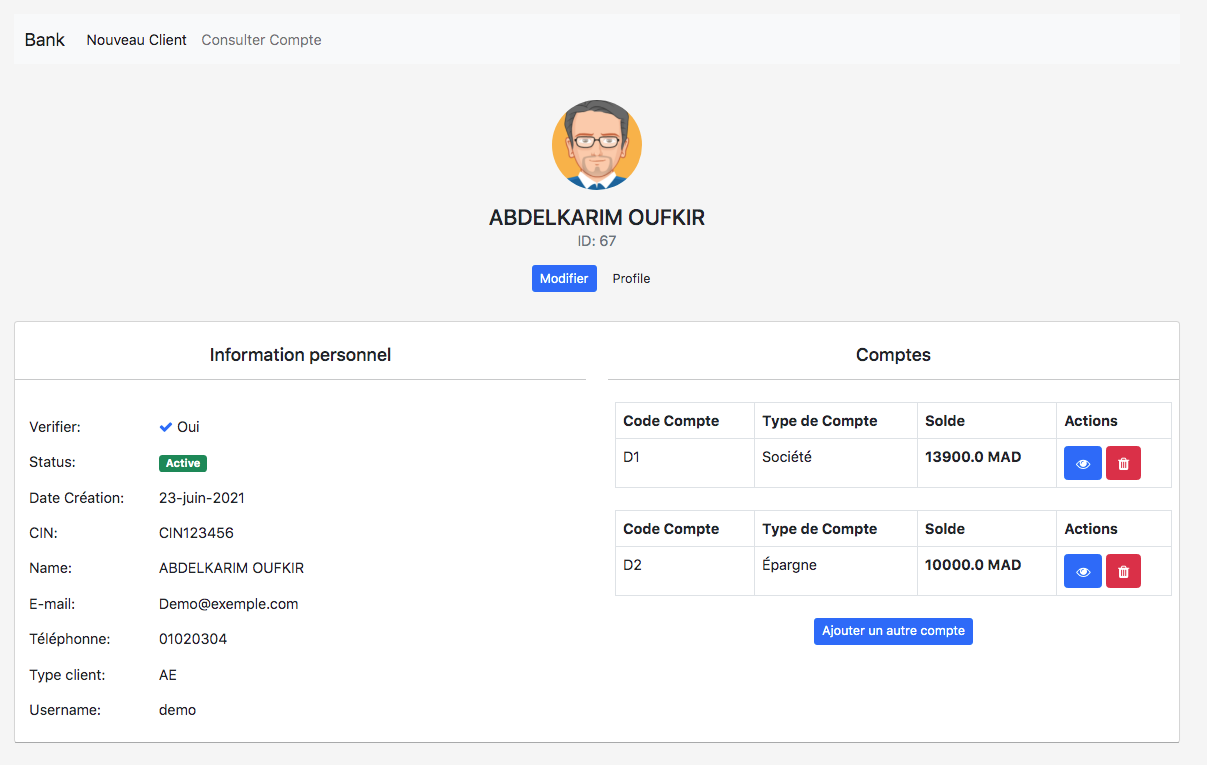 Bank Nouveau Client Consulter Compte
ABDELKARIM OUFKIR
ID: 67
Modifier Profile
Information personnel
Verifier: Oui
Status: Active
Date Création: 23-juin-2021
CIN: CIN123456
Name: ABDELKARIM OUFKIR
E-mail: Demo@exemple.com
Téléphonne: 01020304
Type client: AE
Username: demo
Comptes
Code Compte Type de Compte Solde Actions
D1 Société 13900.0 MAD
Code Compte Type de Compte Solde Actions
D2 Épargne 10000.0 MAD
Ajouter un autre compte